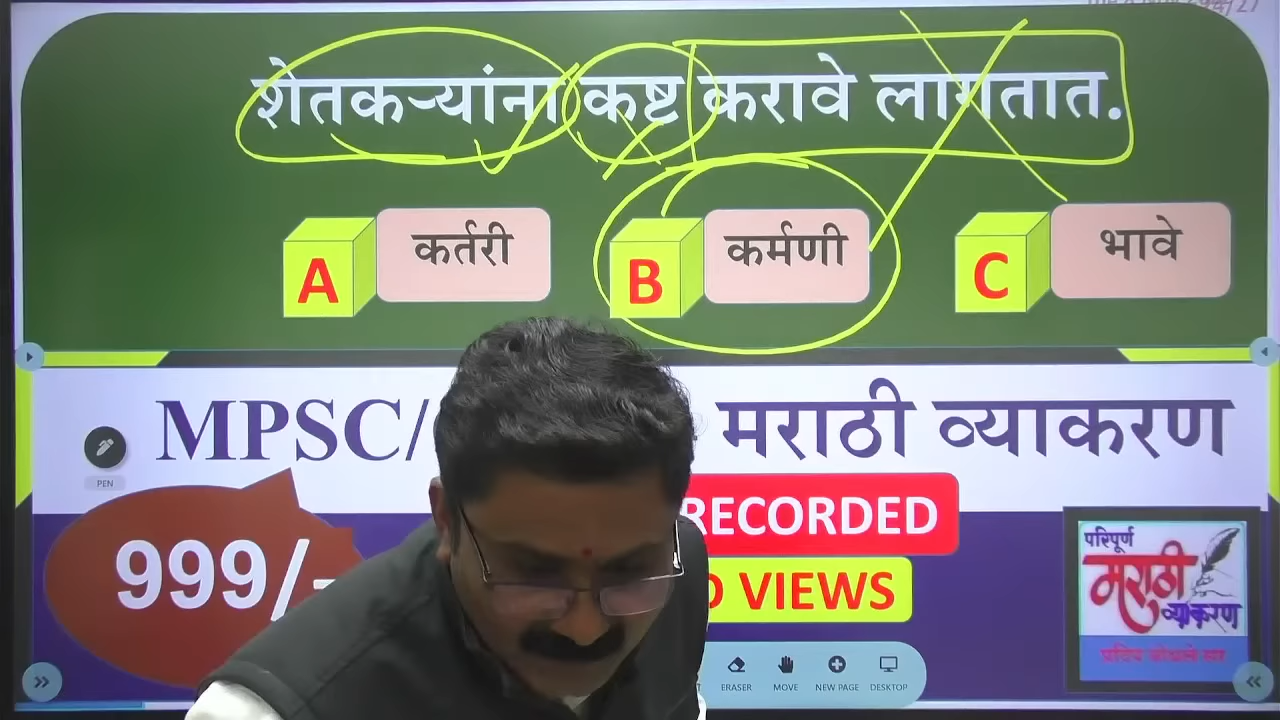 शेतकऱ्यांना कष्ट करावे लागतात.
A कर्तरी
B कर्मणी
C भावे
MPSC/ मराठी व्याकरण
PEN
999/-
RECORDED
VIEWS
परिपूर्ण
मराठी
व्याकरण
ERASER MOVE NEW PAGE DESKTOP